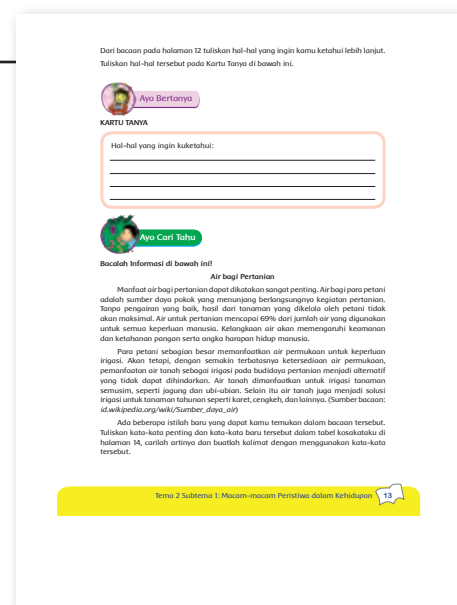 Dari bacaan pada halaman 12 tuliskan hal-hal yang ingin kamu ketahui lebih lanjut.
Tuliskan hal-hal tersebut pada Kartu Tanya di bawah ini.
Ayo Bertanya
KARTU TANYA
Hal-hal yang ingin kuketahui:
Ayo Cari Tahu
Bacalah Informasi di bawah ini!
Air bagi Pertanian
Manfaat air bagi pertanian dapat dikatakan sangat penting. Air bagi para petani
adalah sumber daya pokok yang menunjang berlangsungnya kegiatan pertanian.
Tanpa pengairan yang baik, hasil dari tanaman yang dikelola oleh petani tidak
akan maksimal. Air untuk pertanian mencapai 69% dari jumlah air yang digunakan
untuk semua keperluan manusia. Kelangkaan air akan memengaruhi keamanan
dan ketahanan pangan serta angka harapan hidup manusia.
Para petani sebagian besar memanfaatkan air permukaan untuk keperluan
irigasi. Akan tetapi, dengan semakin terbatasnya ketersediaan air permukaan,
pemanfaatan air tanah sebagai irigasi pada budidaya pertanian menjadi alternatif
yang tidak dapat dihindarkan. Air tanah dimanfaatkan untuk irigasi tanaman
semusim, seperti jagung dan ubi-ubian. Selain itu air tanah juga menjadi solusi
irigasi untuk tanaman tahunan seperti karet, cengkeh, dan lainnya. (Sumber bacaan:
id.wikipedia.org/wiki/Sumber_daya_air)
Ada beberapa istilah baru yang dapat kamu temukan dalam bacaan tersebut.
Tuliskan kata-kata penting dan kata-kata baru tersebut dalam tabel kosakataku di
halaman 14, carilah artinya dan buatlah kalimat dengan menggunakan kata-kata
tersebut.
Tema 2 Subtema 1: Macam-macam Peristiwa dalam Kehidupan 13